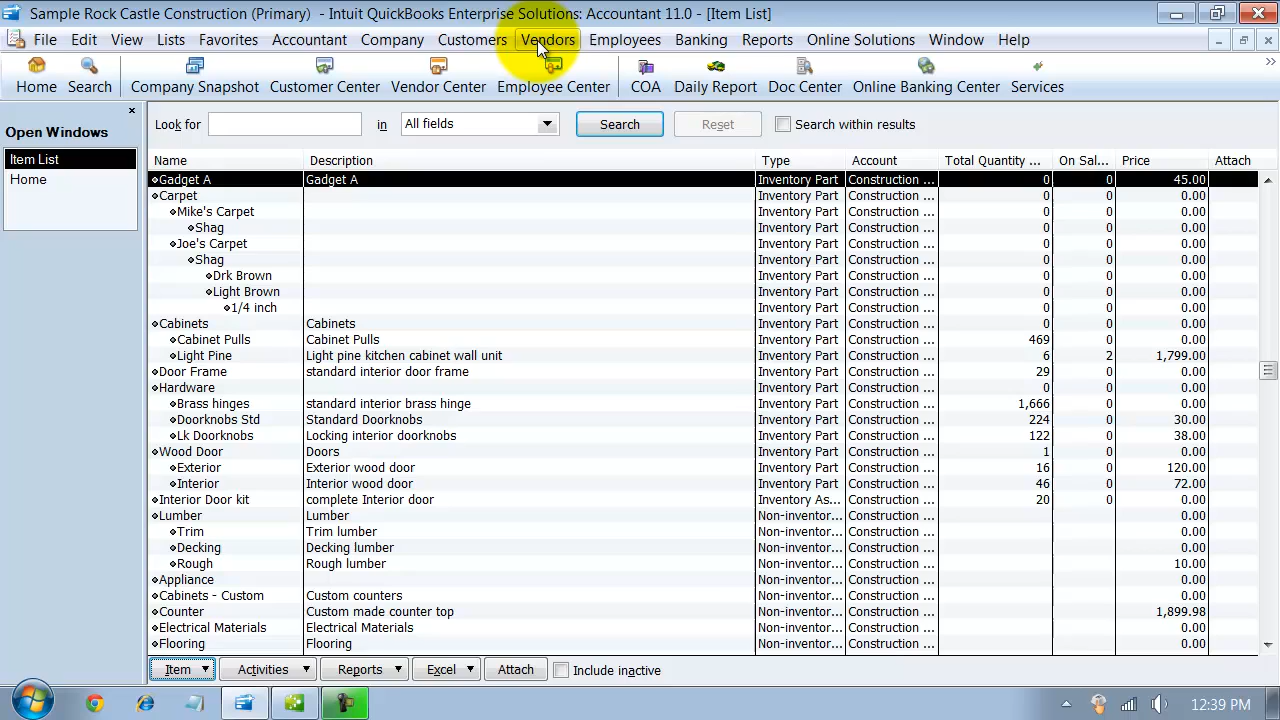 Sample Rock Castle Construction (Primary) - Intuit QuickBooks Enterprise Solutions: Accountant 11.0 - [Item List]
File Edit View Lists Favorites Accountant Company Customers Vendors Employees Banking Reports Online Solutions Window Help
Home Search Company Snapshot Customer Center Vendor Center Employee Center COA Daily Report Doc Center Online Banking Center Services
Open Windows
Item List
Home
Look for in All fields Search Reset Search within results
Name Description Type Account Total Quantity ... On Sal... Price Attach
Gadget A Gadget A Inventory Part Construction ... 0 0 45.00
Carpet Inventory Part Construction ... 0 0 0.00
Mike's Carpet Inventory Part Construction ... 0 0 0.00
Shag Inventory Part Construction ... 0 0 0.00
Joe's Carpet Inventory Part Construction ... 0 0 0.00
Shag Inventory Part Construction ... 0 0 0.00
Drk Brown Inventory Part Construction ... 0 0 0.00
Light Brown Inventory Part Construction ... 0 0 0.00
1/4 inch Inventory Part Construction ... 0 0 0.00
Cabinets Cabinets Inventory Part Construction ... 0 0 0.00
Cabinet Pulls Cabinet Pulls Inventory Part Construction ... 469 0 0.00
Light Pine Light pine kitchen cabinet wall unit Inventory Part Construction ... 6 2 1,799.00
Door Frame standard interior door frame Inventory Part Construction ... 29 0 0.00
Hardware Inventory Part Construction ... 0 0 0.00
Brass hinges standard interior brass hinge Inventory Part Construction ... 1,666 0 0.00
Doorknobs Std Standard Doorknobs Inventory Part Construction ... 224 0 30.00
Lk Doorknobs Locking interior doorknobs Inventory Part Construction ... 122 0 38.00
Wood Door Doors Inventory Part Construction ... 1 0 0.00
Exterior Exterior wood door Inventory Part Construction ... 16 0 120.00
Interior Interior wood door Inventory Part Construction ... 46 0 72.00
Interior Door kit complete Interior door Inventory As... Construction ... 20 0 0.00
Lumber Lumber Non-inventor... Construction ... 0.00
Trim Trim lumber Non-inventor... Construction ... 0.00
Decking Decking lumber Non-inventor... Construction ... 0.00
Rough Rough lumber Non-inventor... Construction ... 10.00
Appliance Non-inventor... Construction ... 0.00
Cabinets - Custom Custom counters Non-inventor... Construction ... 0.00
Counter Custom made counter top Non-inventor... Construction ... 1,899.98
Electrical Materials Electrical Materials Non-inventor... Construction ... 0.00
Flooring Flooring Non-inventor... Construction ... 0.00
Item Activities Reports Excel Attach Include inactive
12:39 PM